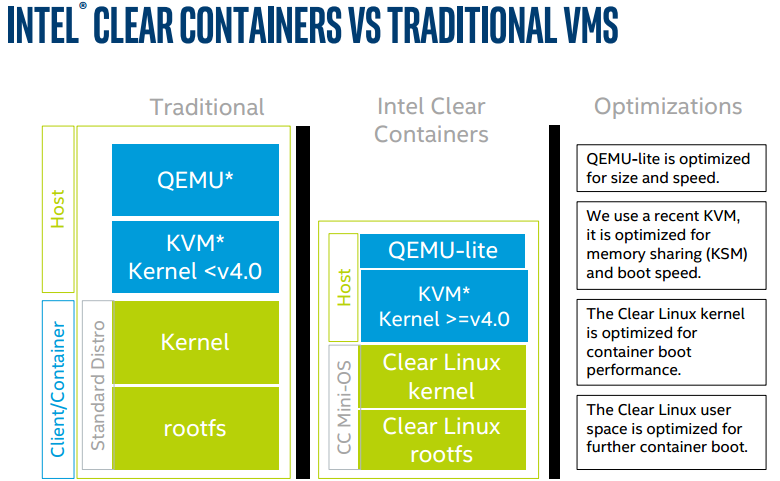 INTEL® CLEAR CONTAINERS VS TRADITIONAL VMS
Traditional
Host
QEMU*
KVM*
Kernel <v4.0
Client/Container
Standard Distro
Kernel
rootfs
Intel Clear
Containers
Host
QEMU-lite
KVM*
Kernel >=v4.0
CC Mini-OS
Clear Linux
kernel
Clear Linux
rootfs
Optimizations
QEMU-lite is optimized
for size and speed.
We use a recent KVM,
it is optimized for
memory sharing (KSM)
and boot speed.
The Clear Linux kernel
is optimized for
container boot
performance.
The Clear Linux user
space is optimized for
further container boot.